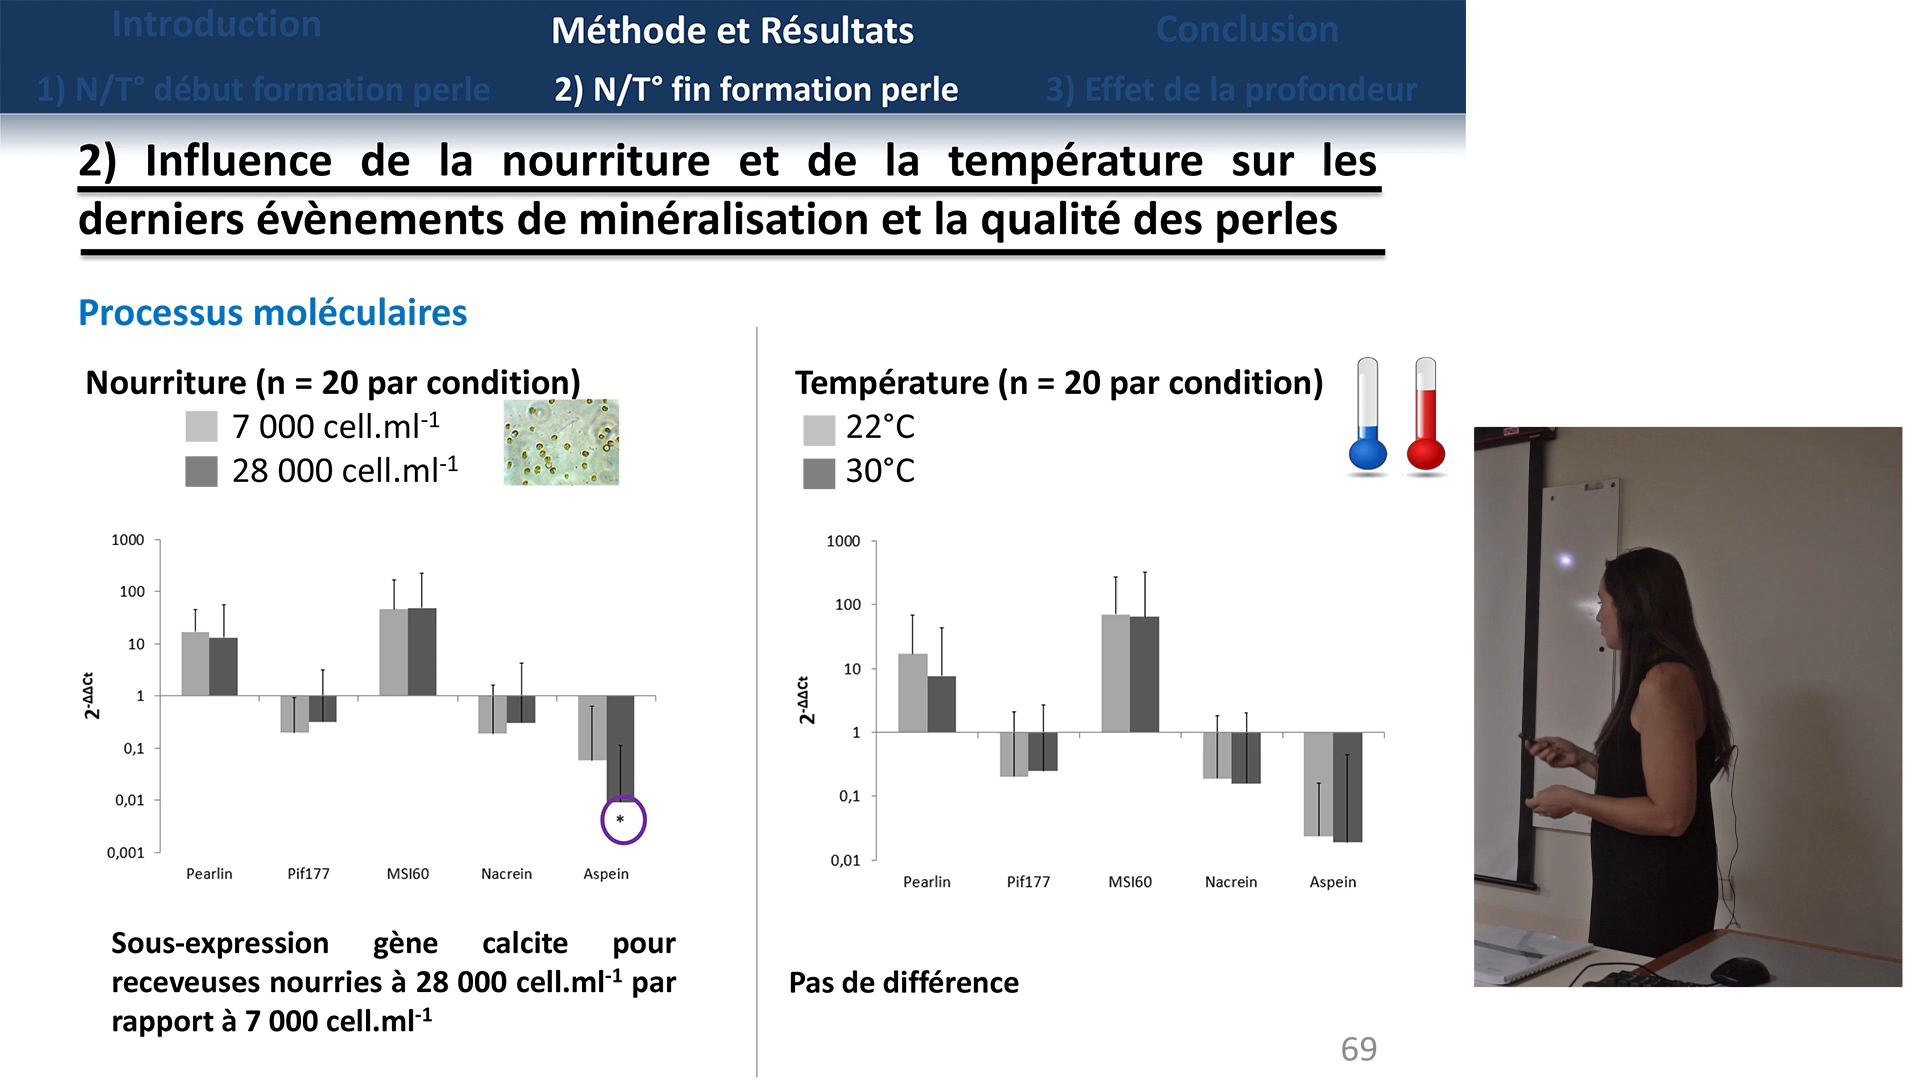 Introduction
Méthode et Résultats
Conclusion
1) N/T° début formation perle
2) N/T° fin formation perle
3) Effet de la profondeur
2) Influence de la nourriture et de la température sur les
derniers évènements de minéralisation et la qualité des perles
Processus moléculaires
Nourriture (n = 20 par condition)
7 000 cell.ml-1
28 000 cell.ml-1
1000
100
10
1
0,1
0,01
0,001
2-ΔΔCt
*
Pearlin Pif177 MSI60 Nacrein Aspein
Sous-expression gène calcite pour
receveuses nourries à 28 000 cell.ml-1 par
rapport à 7 000 cell.ml-1
Température (n = 20 par condition)
22°C
30°C
1000
100
10
1
0,1
0,01
2-ΔΔCt
Pearlin Pif177 MSI60 Nacrein Aspein
Pas de différence
69